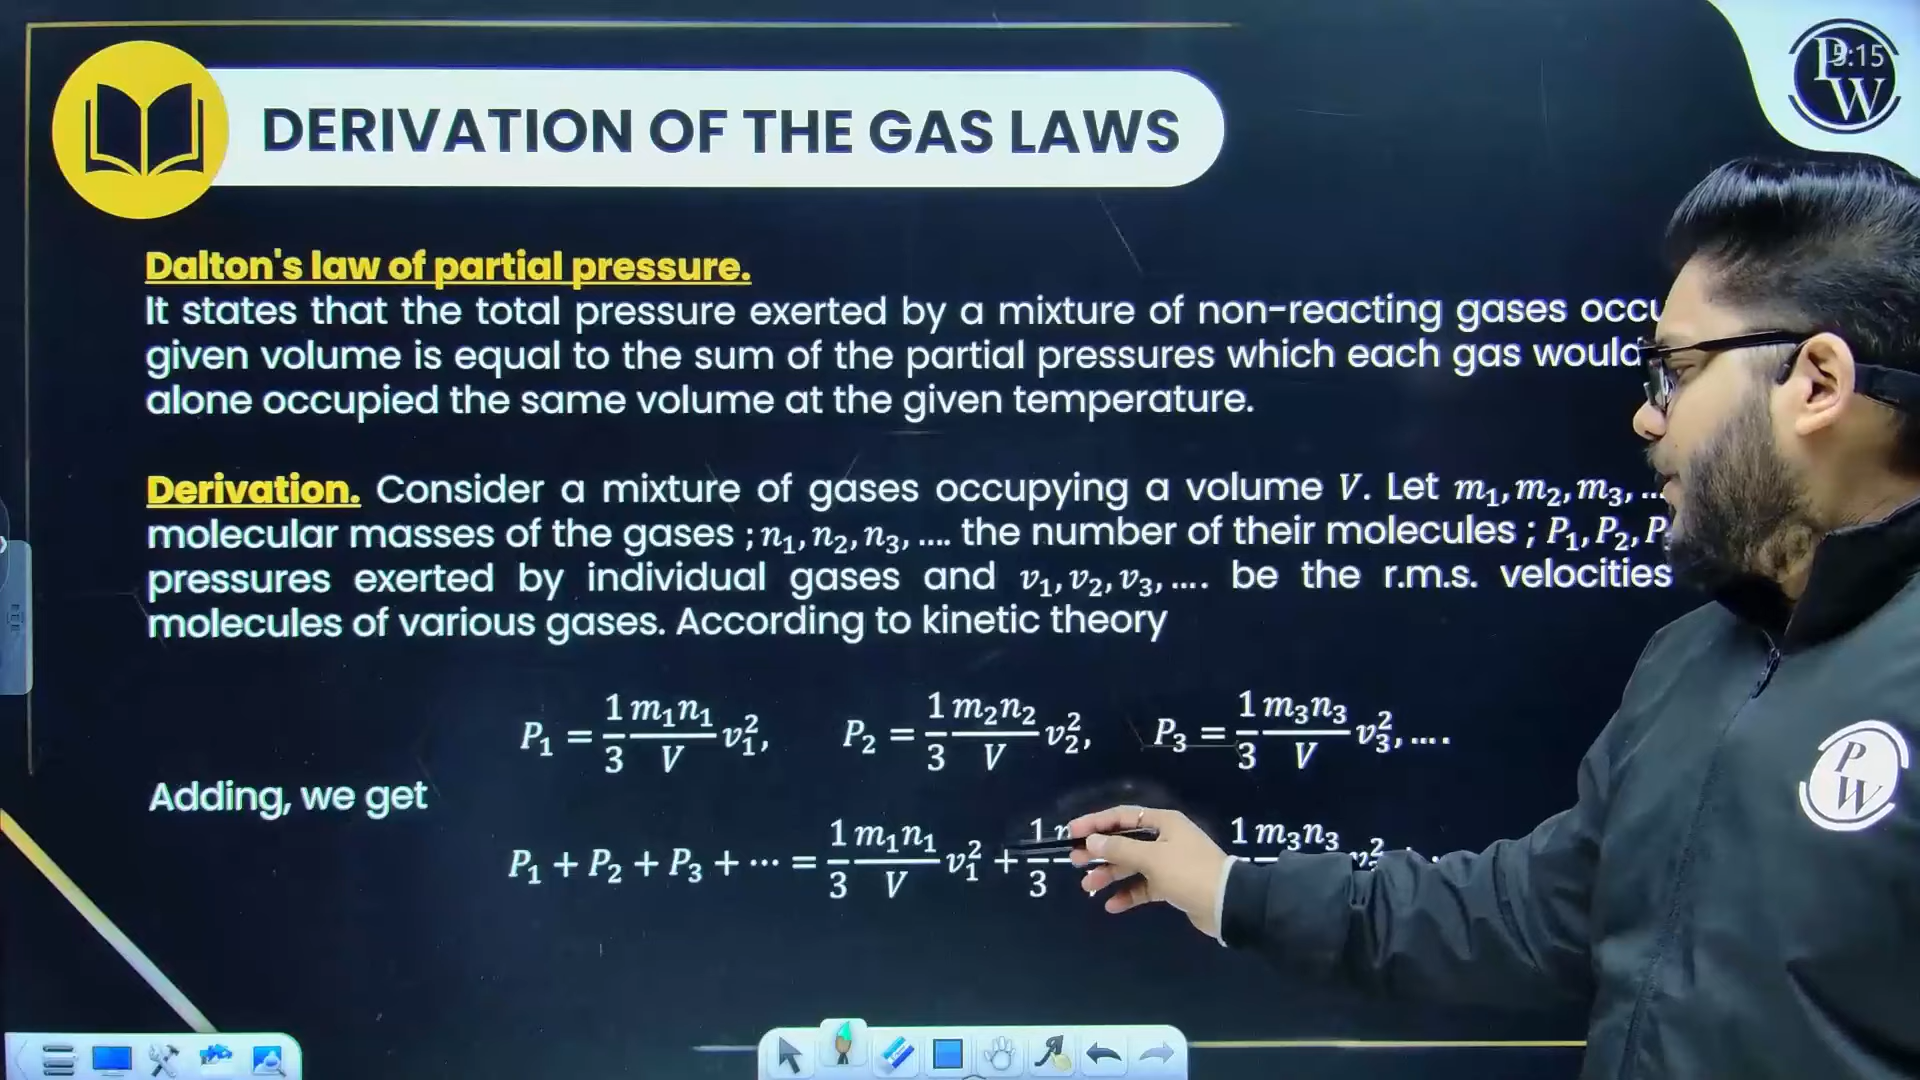 DERIVATION OF THE GAS LAWS
P W
5:15
Dalton's law of partial pressure.
It states that the total pressure exerted by a mixture of non-reacting gases
given volume is equal to the sum of the partial pressures which each gas would
alone occupied the same volume at the given temperature.
Derivation. Consider a mixture of gases occupying a volume V. Let m₁, m₂, m₃, ...
molecular masses of the gases ; n₁, n₂, n₃, .... the number of their molecules ; P₁, P₂, P
pressures exerted by individual gases and v₁, v₂, v₃, .... be the r.m.s. velocities
molecules of various gases. According to kinetic theory
P₁ = 1/3 m₁n₁/V v₁², P₂ = 1/3 m₂n₂/V v₂², P₃ = 1/3 m₃n₃/V v₃², ....
Adding, we get
P₁ + P₂ + P₃ + ··· = 1/3 m₁n₁/V v₁² + 1/3 m₃n₃
P W